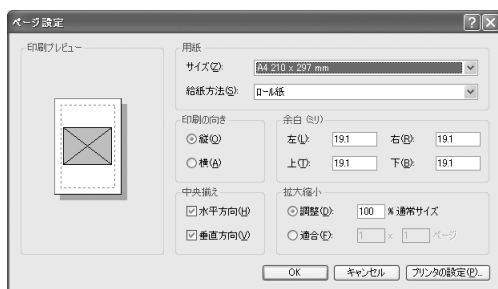 ページ設定
印刷プレビュー
用紙
サイズ(Z):
A4 210 x 297 mm
給紙方法(S):
ロール紙
印刷の向き
縦(O)
横(A)
余白 (ミリ)
左(L):
19.1
右(R):
19.1
上(T):
19.1
下(B):
19.1
中央揃え
水平方向(H)
垂直方向(V)
拡大縮小
調整(D):
100
% 通常サイズ
適合(F):
1
x
1
ページ
OK
キャンセル
プリンタの設定(P)...